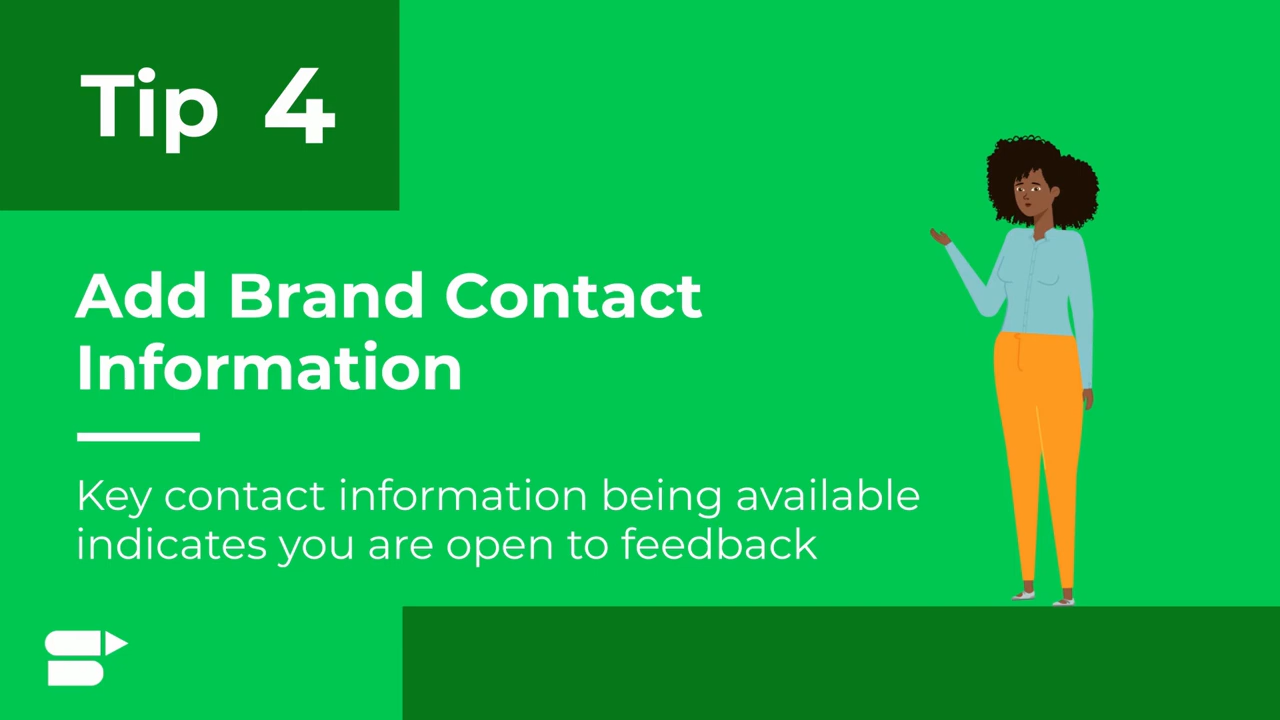 Tip 4
Add Brand Contact
Information
Key contact information being available
indicates you are open to feedback